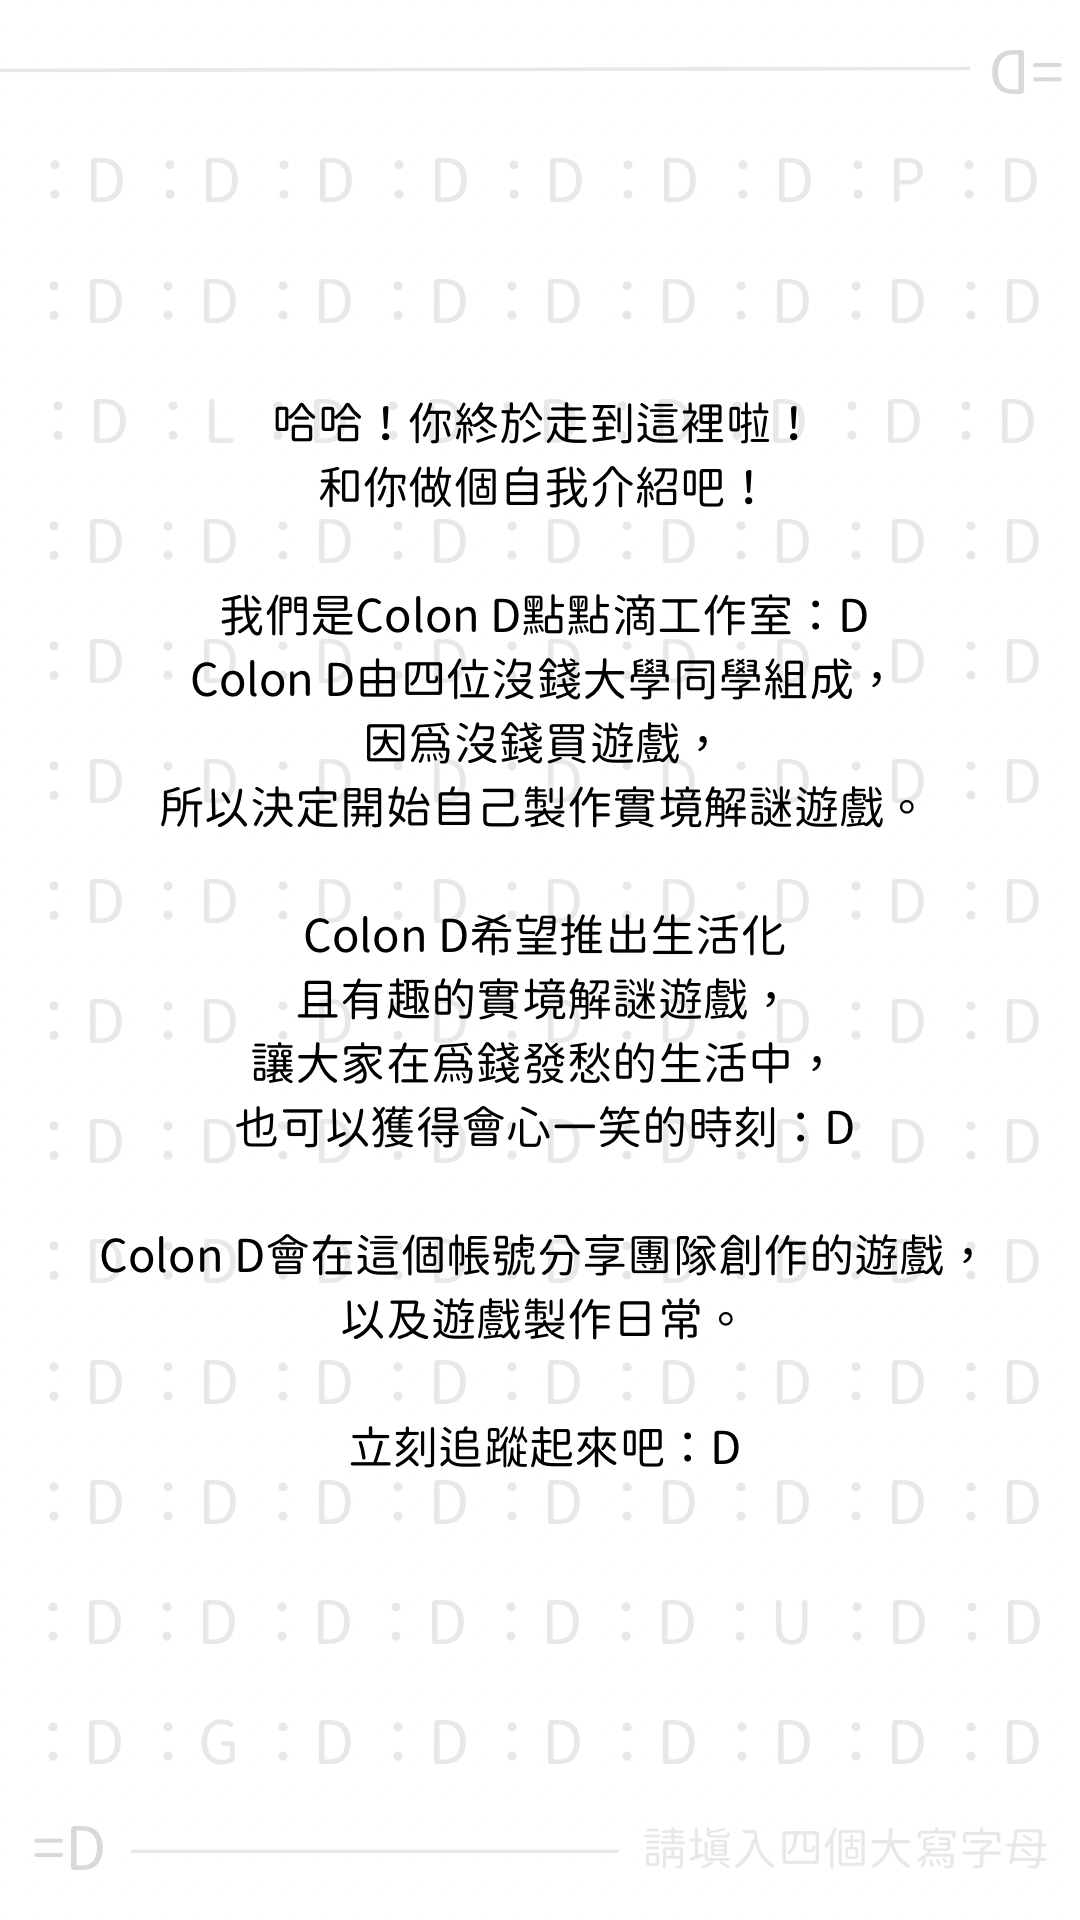 D=
:D :D :D :D :D :D :D :P :D
:D :D :D :D :D :D :D :D :D
:D :L :D :D :D :D :D :D :D
哈哈！你終於走到這裡啦！
和你做個自我介紹吧！
:D :D :D :D :D :D :D :D :D
我們是Colon D點點滴工作室：D
:D :D :D :D :D :D :D :D :D
Colon D由四位沒錢大學同學組成，
因為沒錢買遊戲，
:D :D :D :D :D :D :D :D :D
所以決定開始自己製作實境解謎遊戲。
:D :D :D :D :D :D :D :D :D
Colon D希望推出生活化
且有趣的實境解謎遊戲，
:D :D :D :D :D :D :D :D :D
讓大家在為錢發愁的生活中，
也可以獲得會心一笑的時刻：D
:D :D :D :D :D :D :D :D :D
Colon D會在這個帳號分享團隊創作的遊戲，
:D :D :D :D :D :D :D :D :D
以及遊戲製作日常。
:D :D :D :D :D :D :D :D :D
立刻追蹤起來吧：D
:D :D :D :D :D :D :D :D :D
:D :D :D :D :D :D :U :D :D
:D :G :D :D :D :D :D :D :D
=D
請填入四個大寫字母